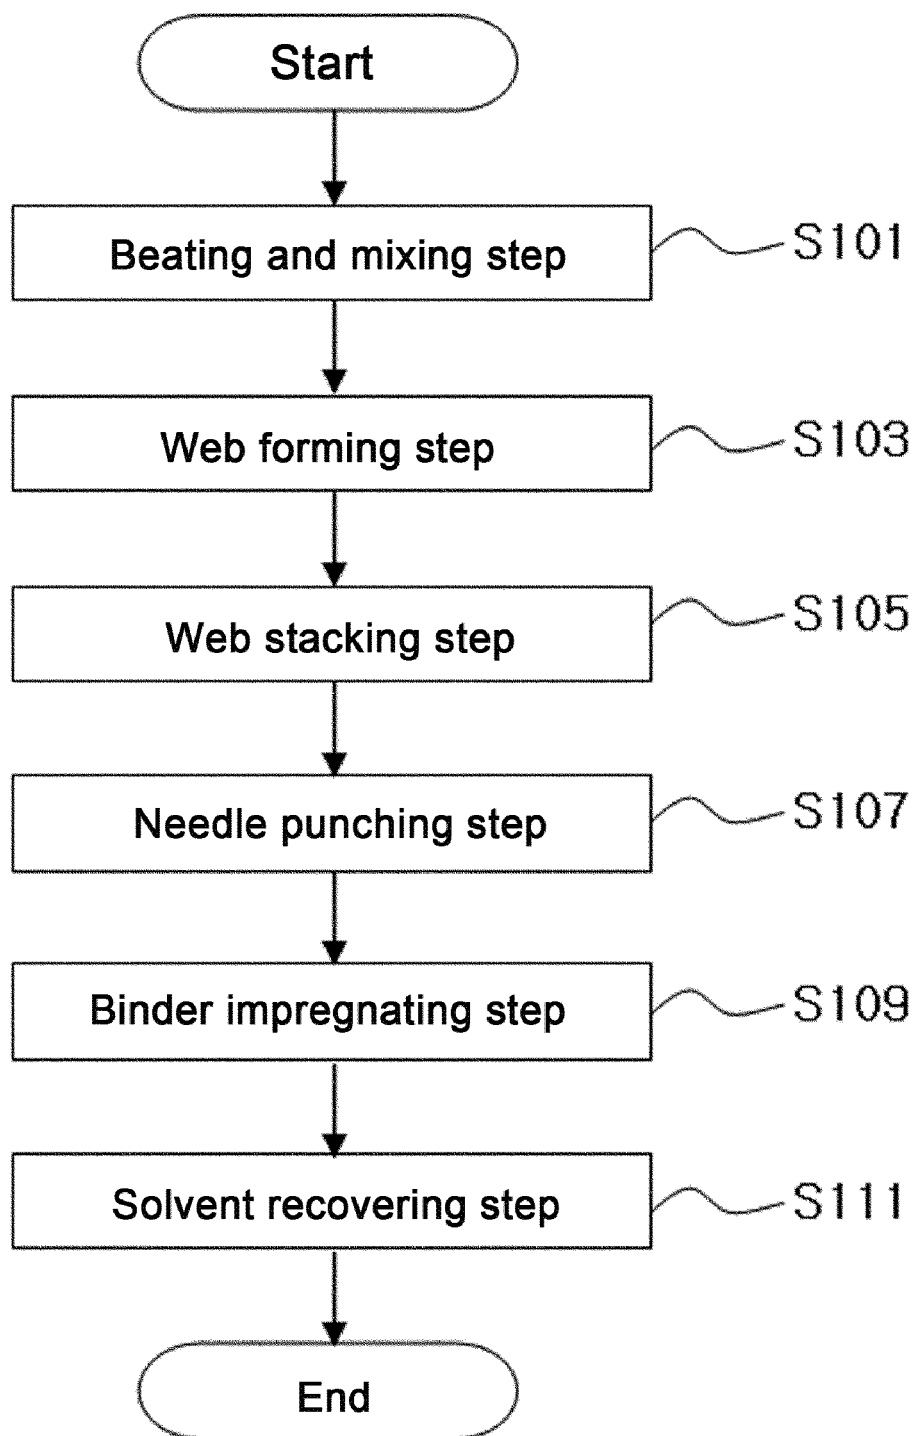 Start
Beating and mixing step
S101
Web forming step
S103
Web stacking step
S105
Needle punching step
S107
Binder impregnating step
S109
Solvent recovering step
S111
End